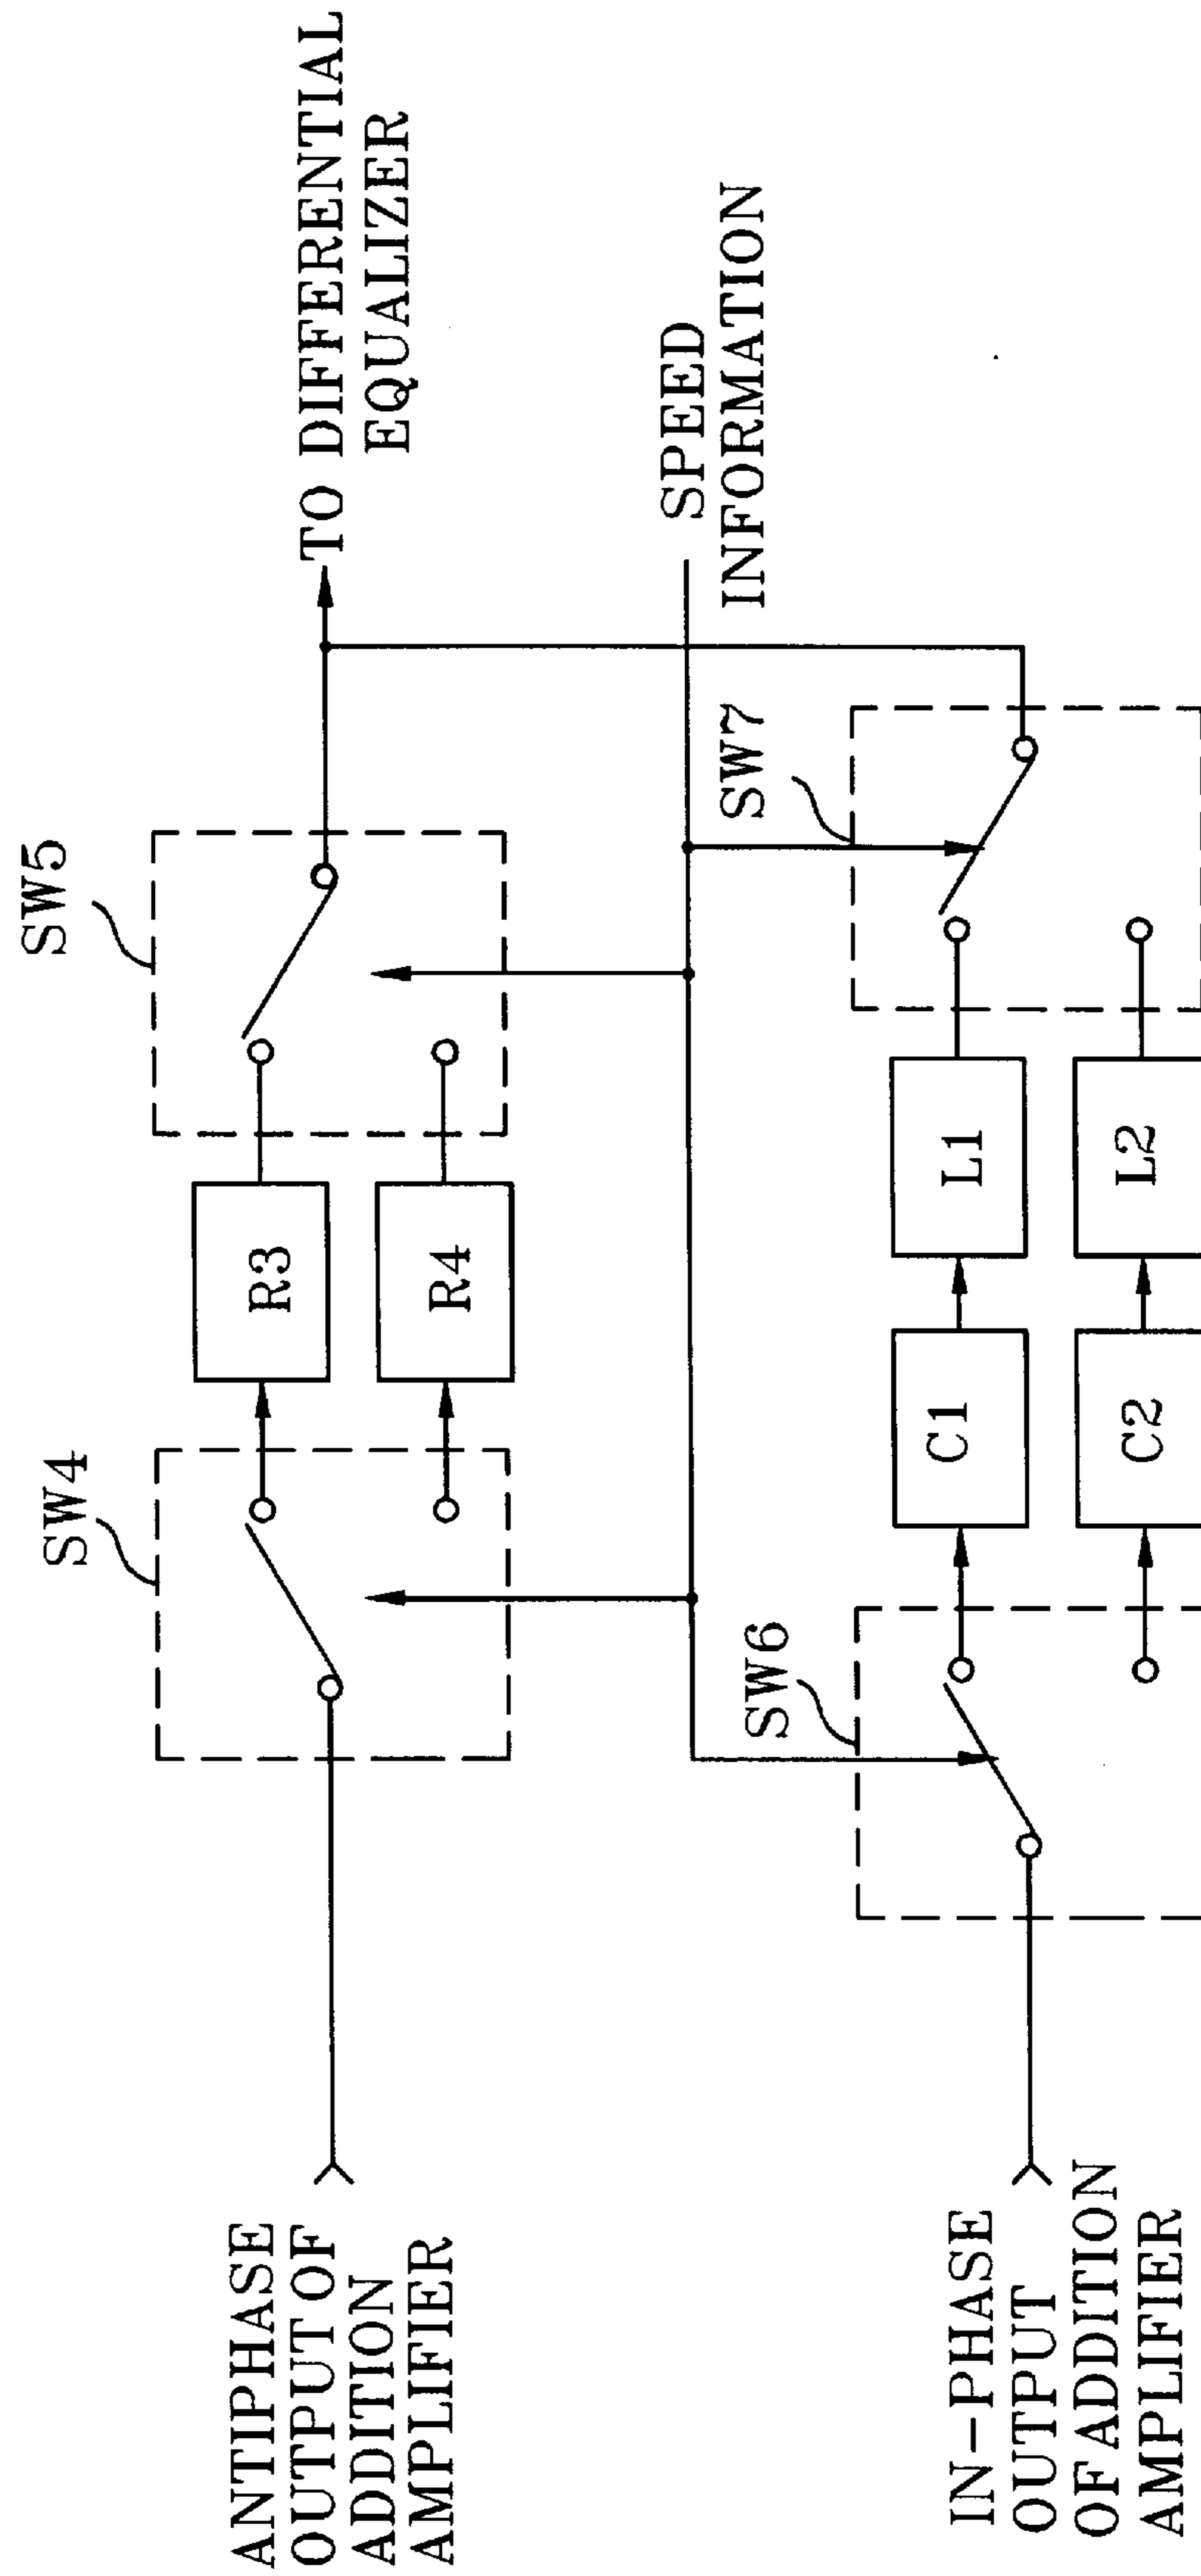 SW4
SW5
R3
R4
TO DIFFERENTIAL
EQUALIZER
ANTIPHASE
OUTPUT OF
ADDITION
AMPLIFIER
SPEED
INFORMATION
SW6
SW7
C1
L1
C2
L2
IN-PHASE
OUTPUT
OF ADDITION
AMPLIFIER